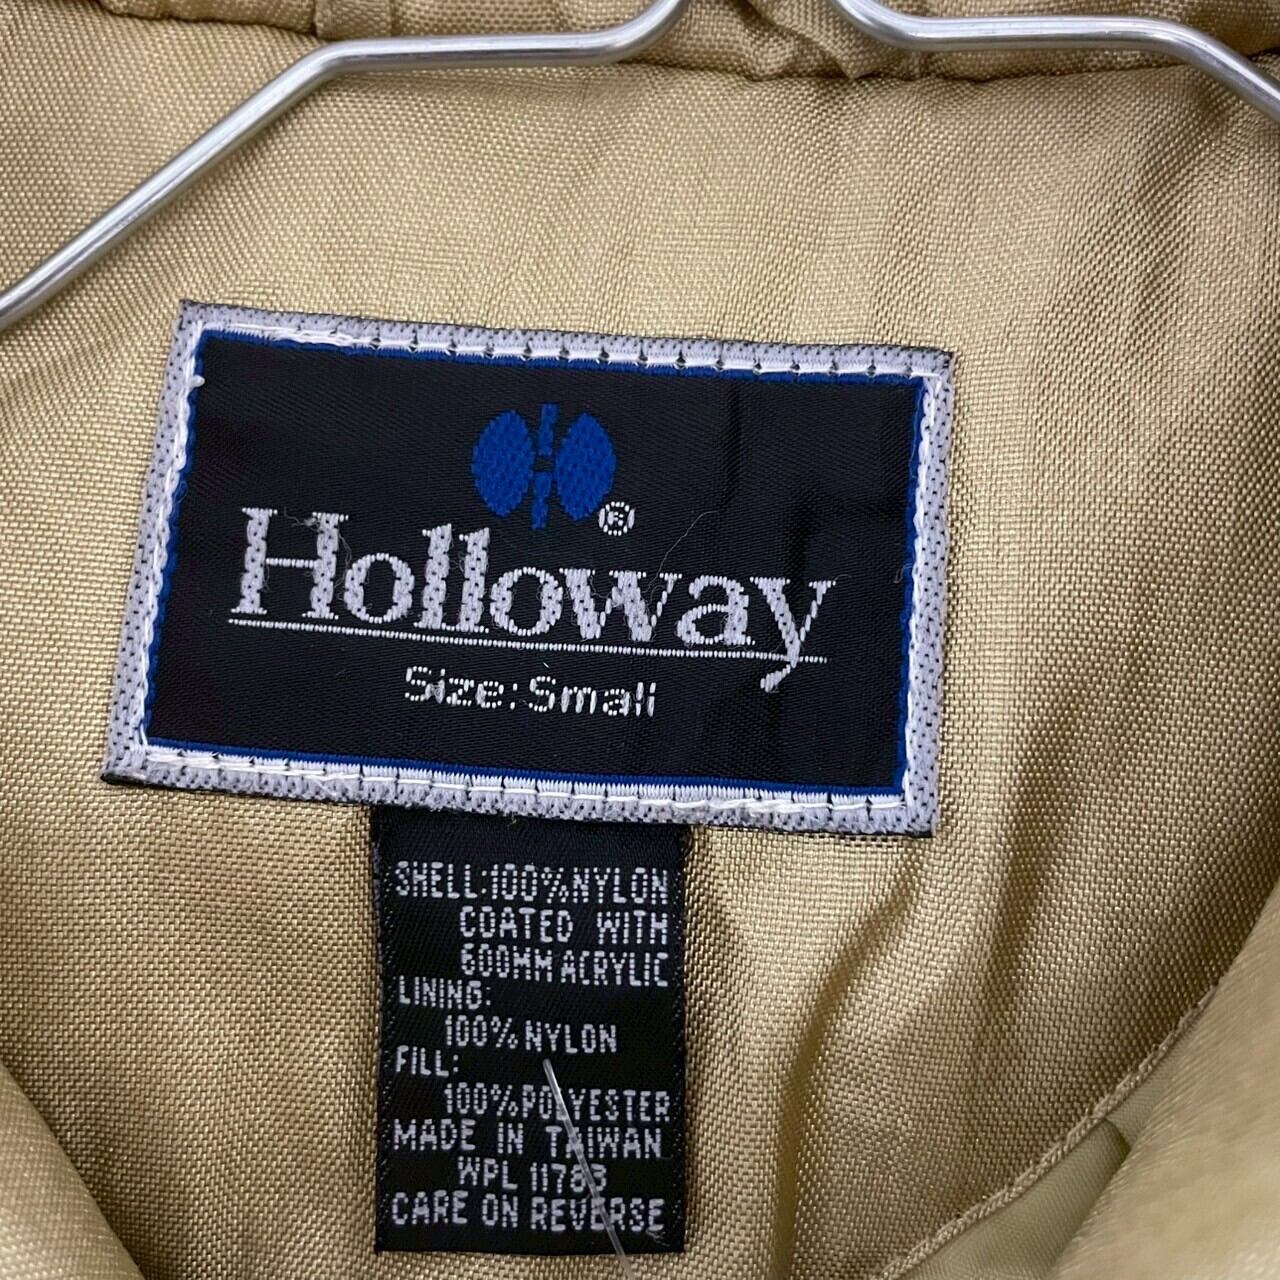 ®
Holloway
Size:Small
SHELL:100%NYLON
COATED WITH
600MM ACRYLIC
LINING:
100% NYLON
FILL:
100%POLYESTER
MADE IN TAIWAN
WPL 11783
CARE ON REVERSE